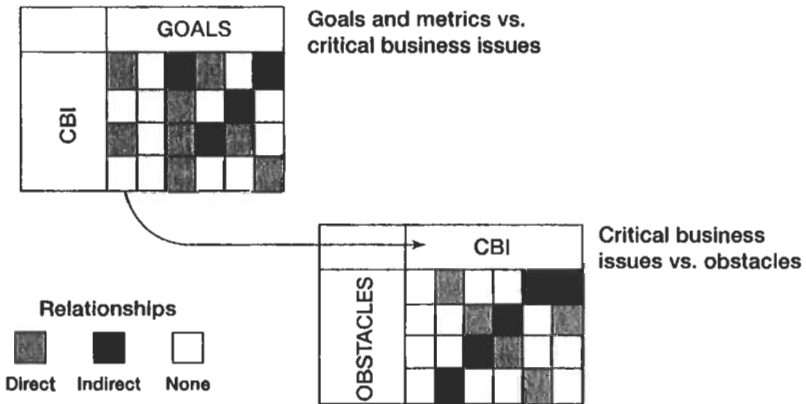 GOALS
Goals and metrics vs.
critical business issues
CBI
CBI
Critical business
issues vs. obstacles
OBSTACLES
Relationships
Direct Indirect None